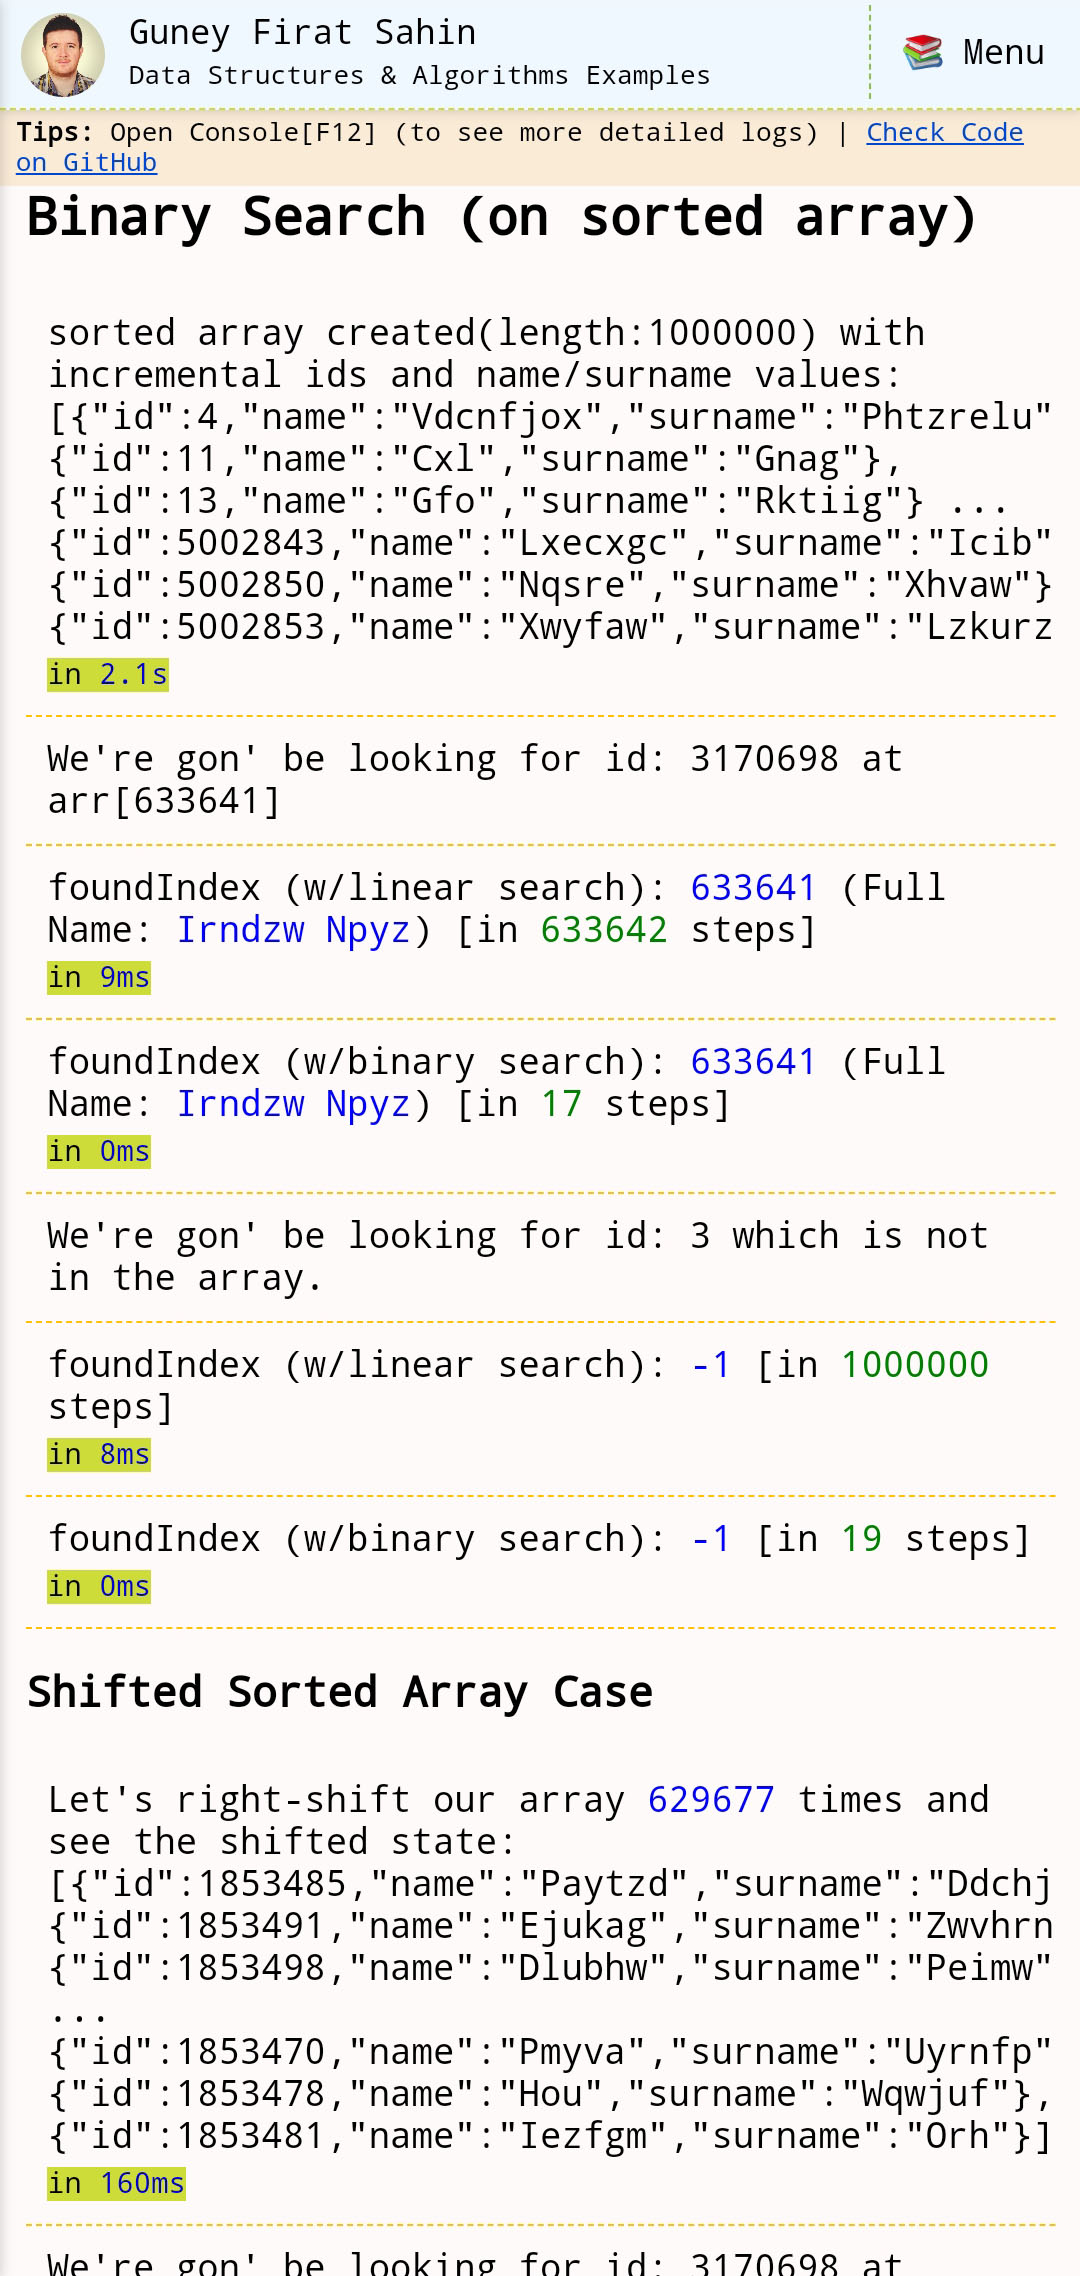 Guney Firat Sahin
Data Structures & Algorithms Examples
📚 Menu
Tips: Open Console[F12] (to see more detailed logs) | Check Code
on GitHub
Binary Search (on sorted array)
sorted array created(length:1000000) with
incremental ids and name/surname values:
[{"id":4,"name":"Vdcnfjox","surname":"Phtzrelu"
{"id":11,"name":"Cxl","surname":"Gnag"},
{"id":13,"name":"Gfo","surname":"Rktiig"} ...
{"id":5002843,"name":"Lxecxgc","surname":"Icib"
{"id":5002850,"name":"Nqsre","surname":"Xhvaw"}
{"id":5002853,"name":"Xwyfaw","surname":"Lzkurz
in 2.1s
We're gon' be looking for id: 3170698 at
arr[633641]
foundIndex (w/linear search): 633641 (Full
Name: Irndzw Npyz) [in 633642 steps]
in 9ms
foundIndex (w/binary search): 633641 (Full
Name: Irndzw Npyz) [in 17 steps]
in 0ms
We're gon' be looking for id: 3 which is not
in the array.
foundIndex (w/linear search): -1 [in 1000000
steps]
in 8ms
foundIndex (w/binary search): -1 [in 19 steps]
in 0ms
Shifted Sorted Array Case
Let's right-shift our array 629677 times and
see the shifted state:
[{"id":1853485,"name":"Paytzd","surname":"Ddchj
{"id":1853491,"name":"Ejukag","surname":"Zwvhrn
{"id":1853498,"name":"Dlubhw","surname":"Peimw"
...
{"id":1853470,"name":"Pmyva","surname":"Uyrnfp"
{"id":1853478,"name":"Hou","surname":"Wqwjuf"},
{"id":1853481,"name":"Iezfgm","surname":"Orh"}]
in 160ms
We're gon' be looking for id: 3170698 at